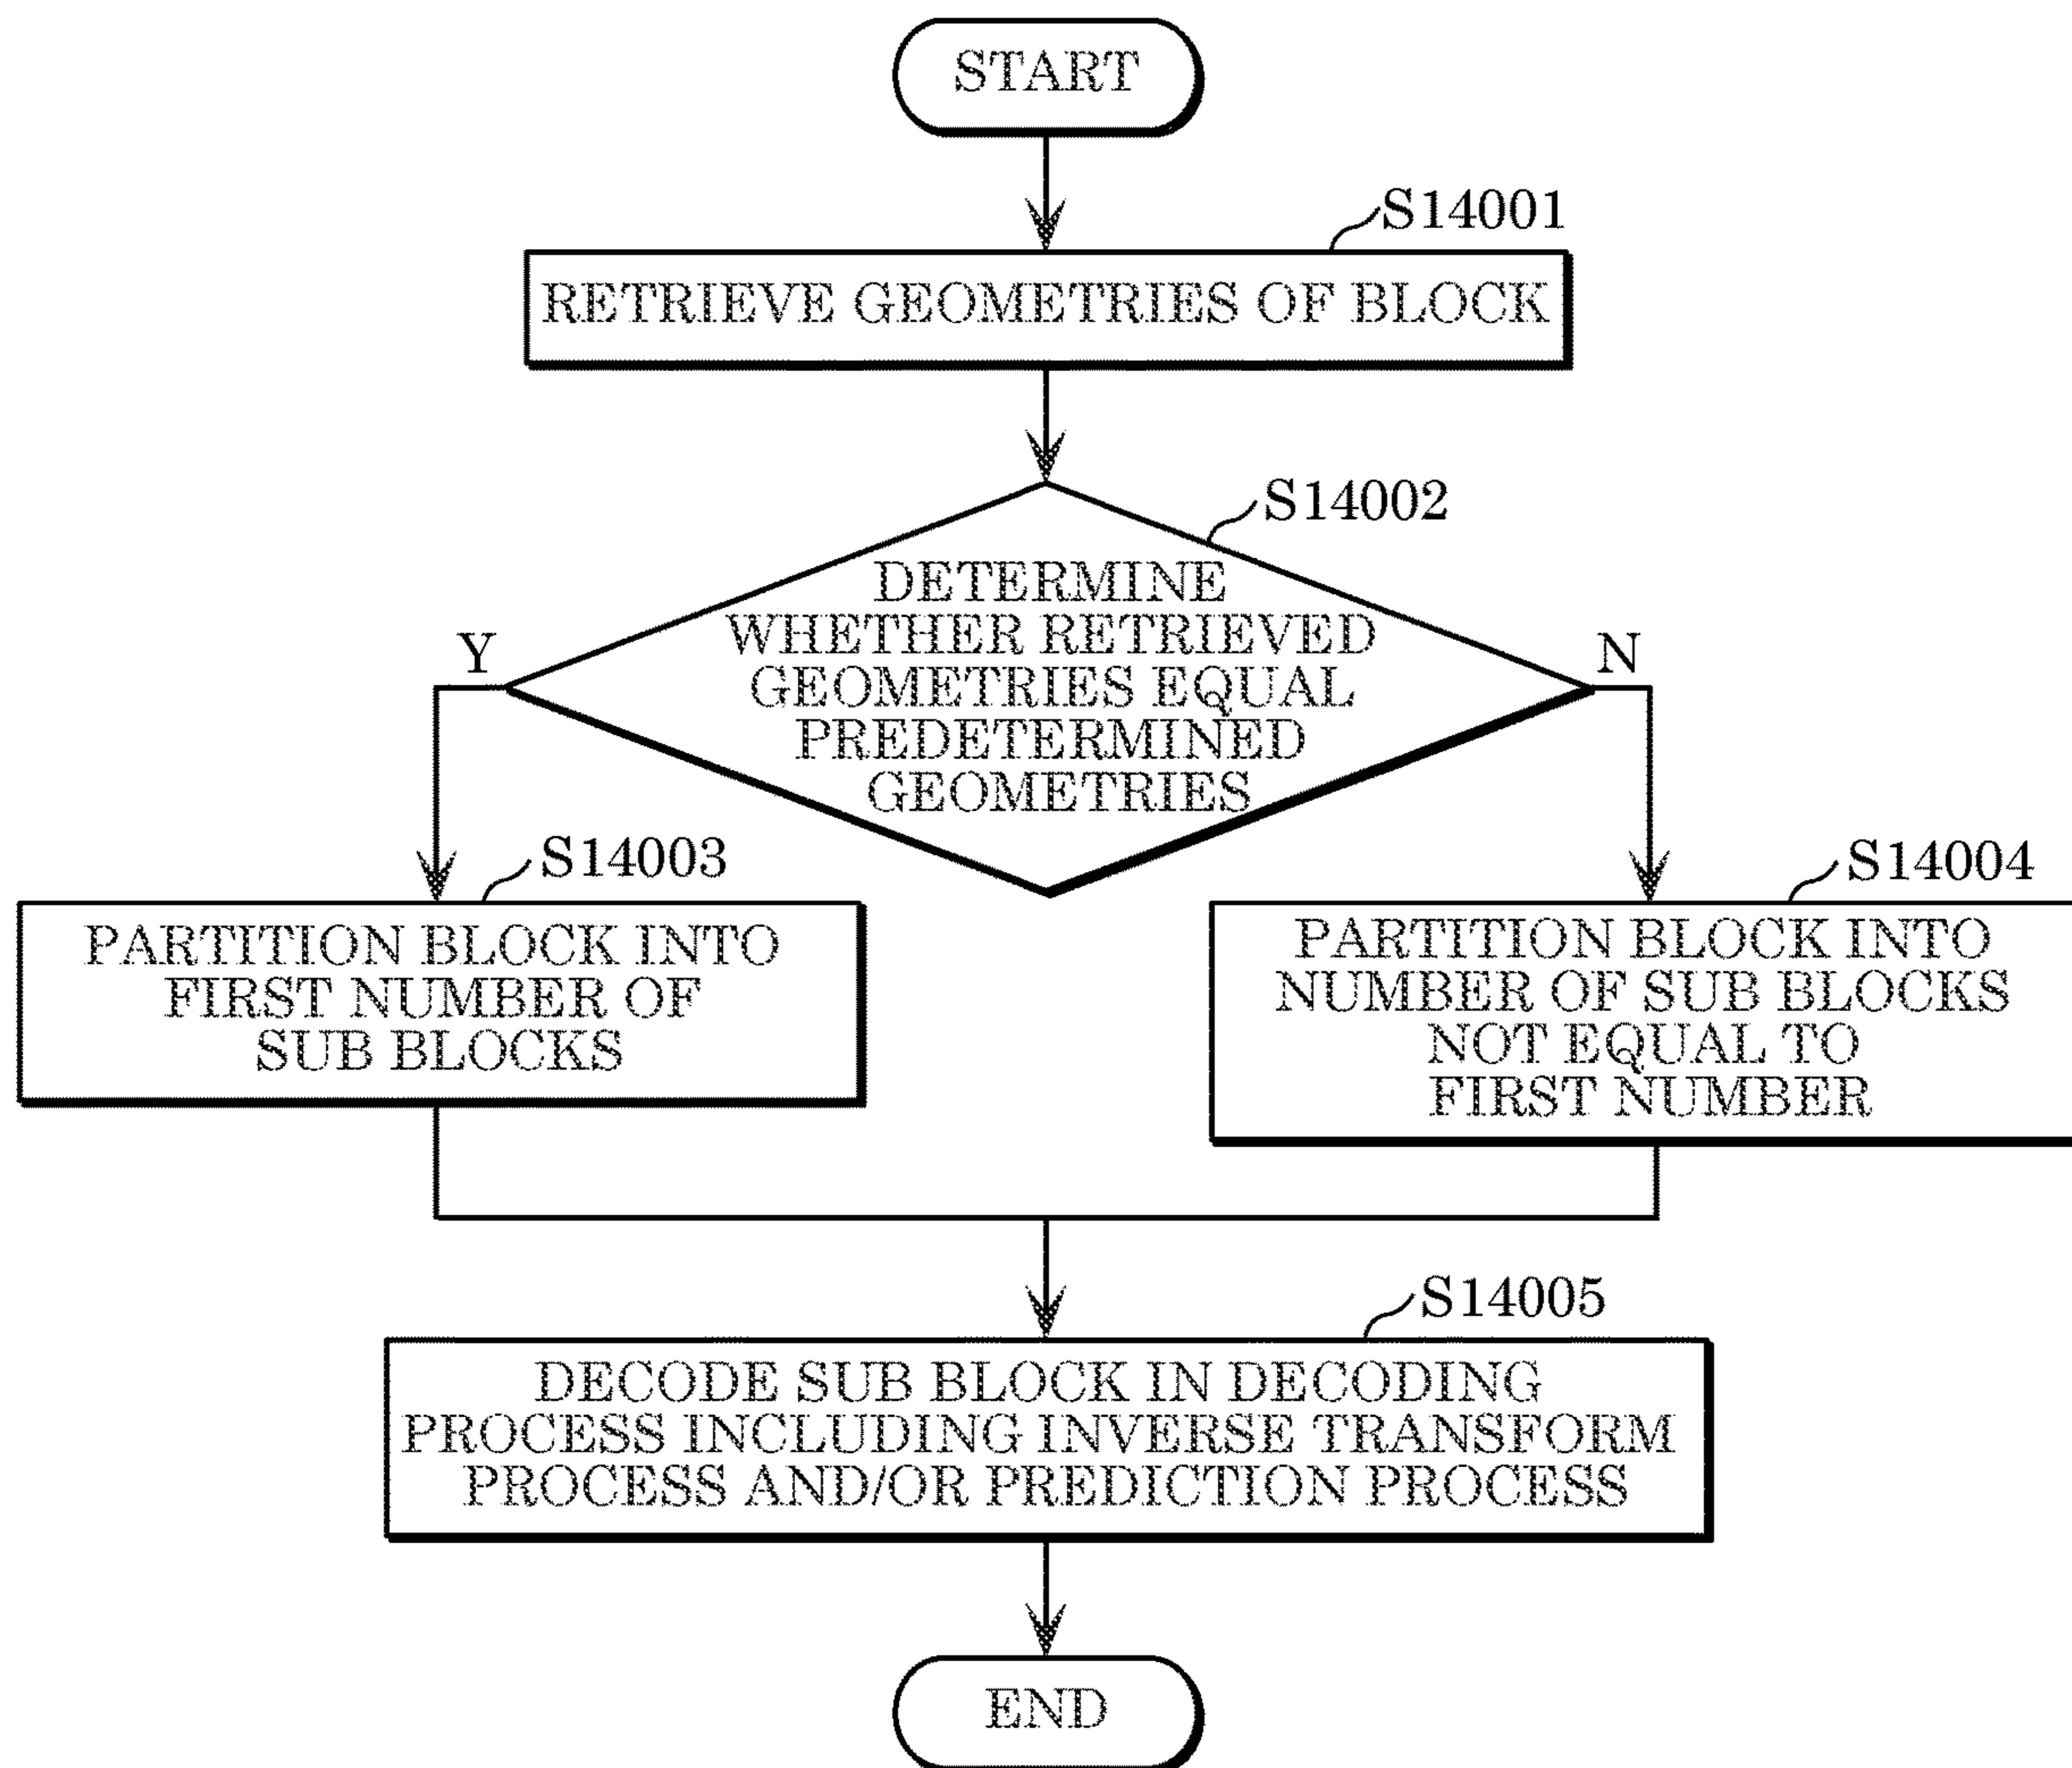 START
S14001
RETRIEVE GEOMETRIES OF BLOCK
S14002
DETERMINE
WHETHER RETRIEVED
GEOMETRIES EQUAL
PREDETERMINED
GEOMETRIES
Y
N
S14003
PARTITION BLOCK INTO
FIRST NUMBER OF
SUB BLOCKS
S14004
PARTITION BLOCK INTO
NUMBER OF SUB BLOCKS
NOT EQUAL TO
FIRST NUMBER
S14005
DECODE SUB BLOCK IN DECODING
PROCESS INCLUDING INVERSE TRANSFORM
PROCESS AND/OR PREDICTION PROCESS
END